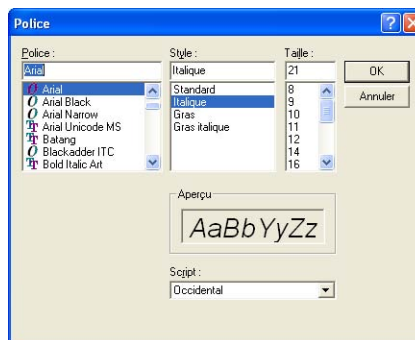 Police
Police : Style : Taille :
Arial Italique 21 OK
Arial Standard 8 Annuler
Arial Black Italique 9
Arial Narrow Gras 10
Arial Unicode MS Gras italique 11
Batang 12
Blackadder ITC 14
Bold Italic Art 16
Aperçu
AaBbYyZz
Script :
Occidental